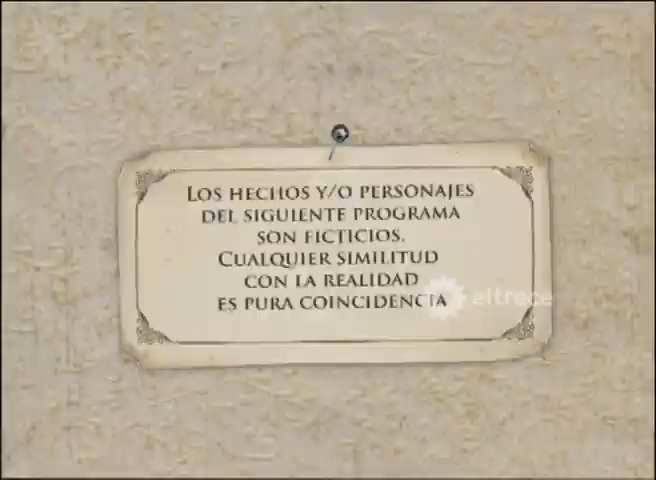 LOS HECHOS Y/O PERSONAJES
DEL SIGUIENTE PROGRAMA
SON FICTICIOS.
CUALQUIER SIMILITUD
CON LA REALIDAD
ES PURA COINCIDENCIA
eltrece